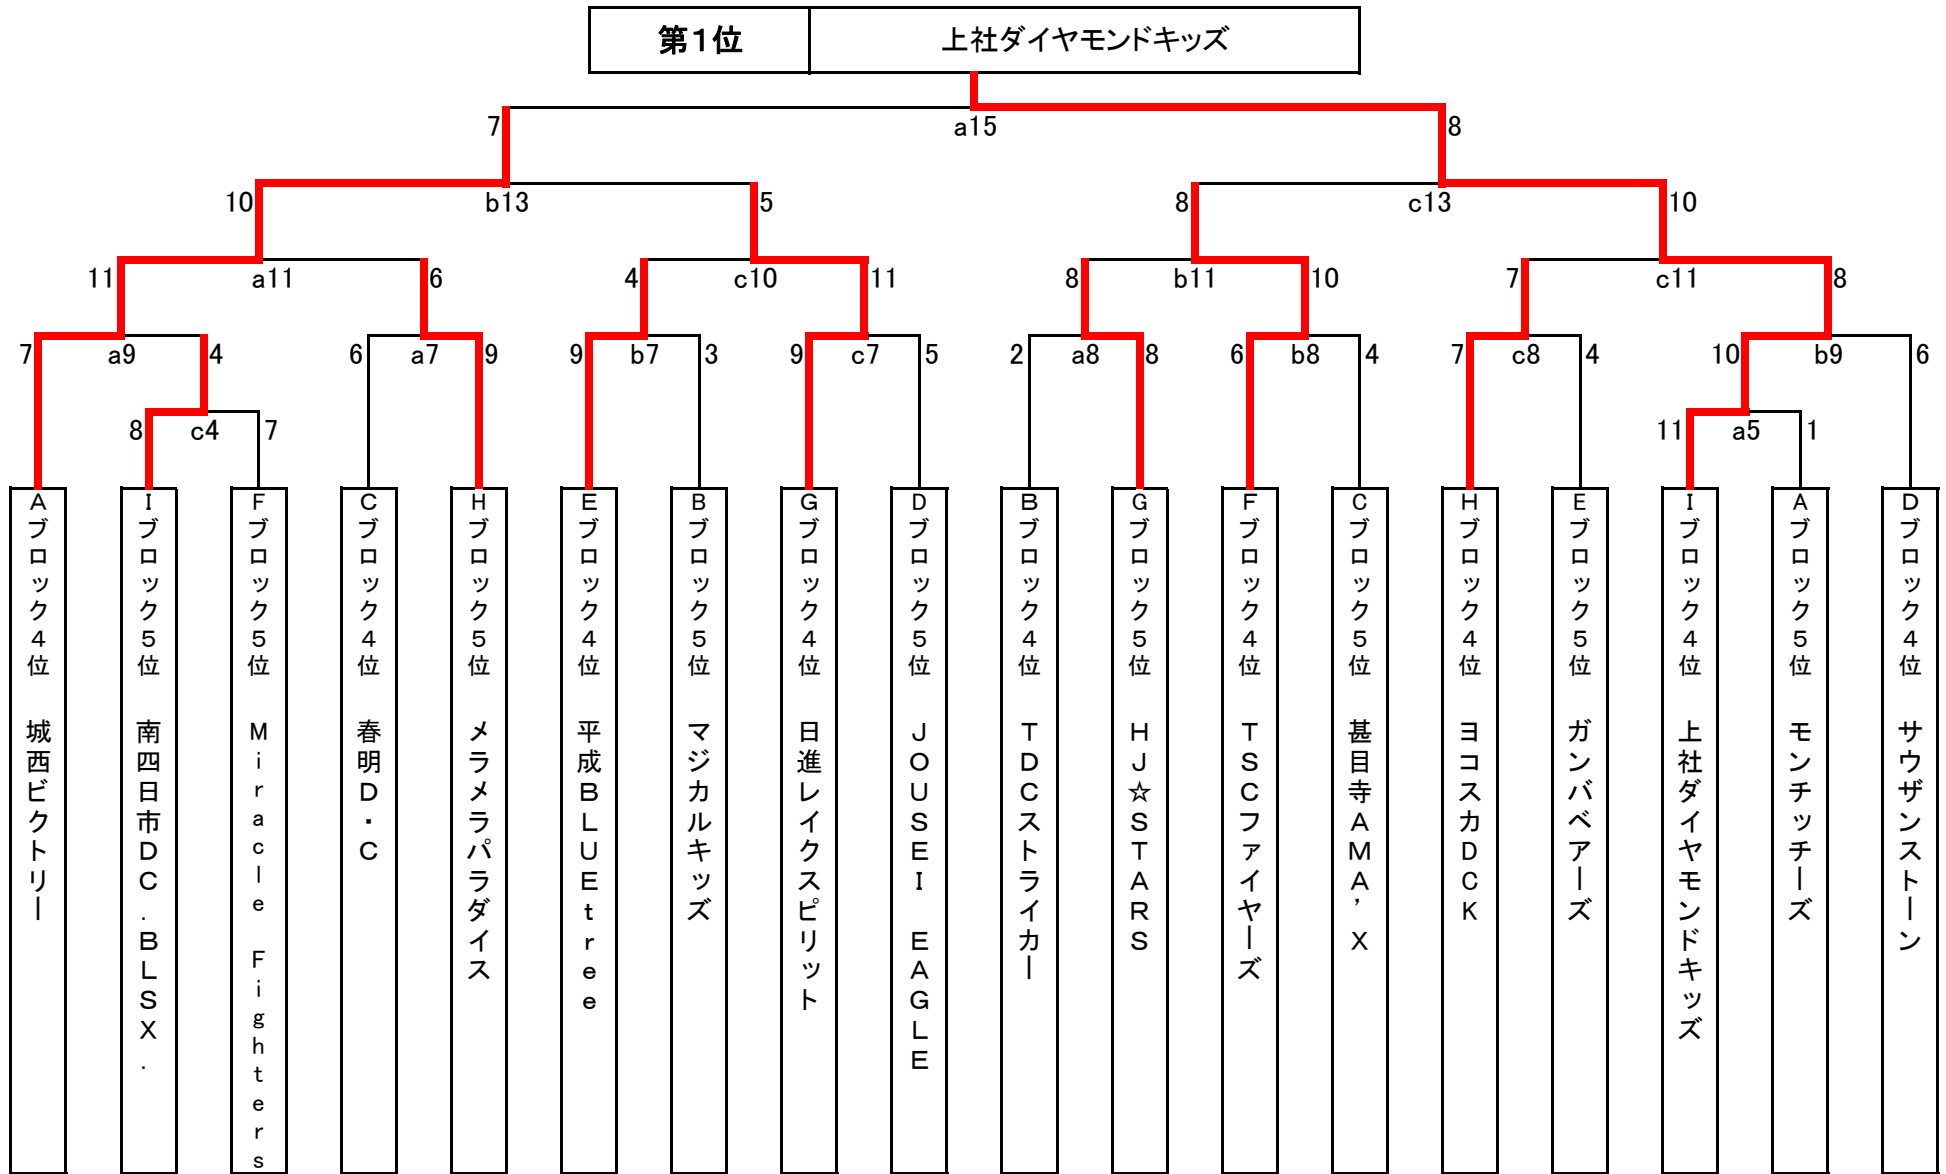 第1位 上社ダイヤモンドキッズ
7 a15 8
10 b13 5 8 c13 10
11 a11 6 4 c10 11 8 b11 10 7 c11 8
7 a9 4 6 a7 9 9 b7 3 9 c7 5 2 a8 8 6 b8 4 7 c8 4 10 b9 6
8 c4 7 11 a5 1
Aブロック4位 城西ビクトリー
Iブロック5位 南四日市DC.BLSX.
Fブロック5位 Miracle Fighters
Cブロック4位 春明D・C
Hブロック5位 メラメラパラダイス
Eブロック4位 平成BLUEtree
Bブロック5位 マジカルキッズ
Gブロック4位 日進レイクスピリット
Dブロック5位 JOUSEI EAGLE
Bブロック4位 TDCストライカー
Gブロック5位 HJ☆STARS
Fブロック4位 TSCファイヤーズ
Cブロック5位 甚目寺AMA'X
Hブロック4位 ヨコスカDCK
Eブロック5位 ガンバベアーズ
Iブロック4位 上社ダイヤモンドキッズ
Aブロック5位 モンチッチーズ
Dブロック4位 サウザンストーン